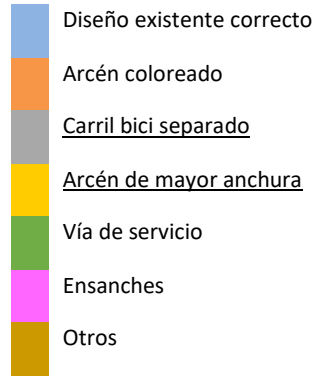 Diseño existente correcto
Arcén coloreado
Carril bici separado
Arcén de mayor anchura
Vía de servicio
Ensanches
Otros